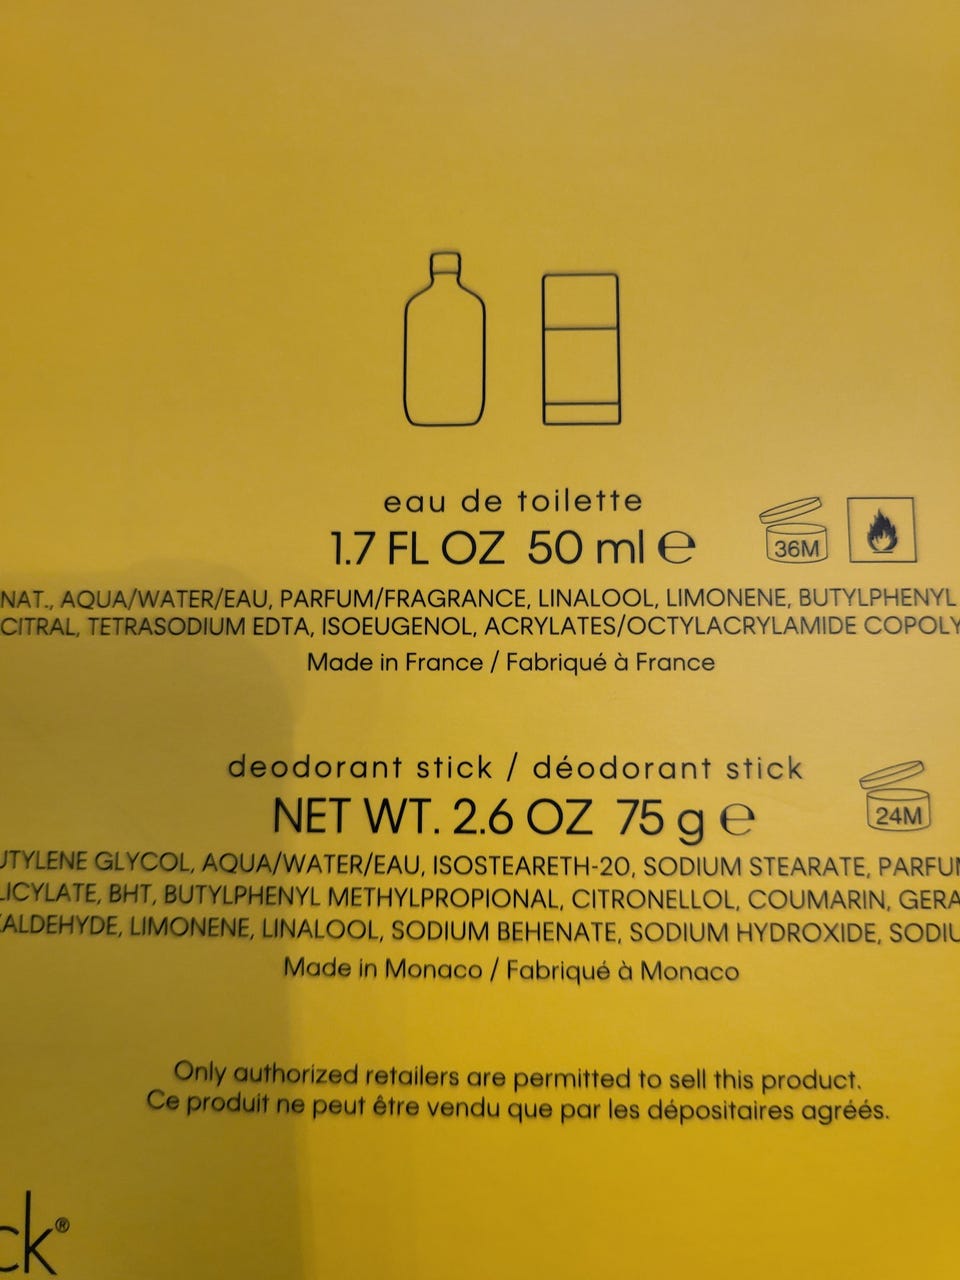 eau de toilette
1.7 FL OZ 50 ml ℮
36M
NAT., AQUA/WATER/EAU, PARFUM/FRAGRANCE, LINALOOL, LIMONENE, BUTYLPHENYL
CITRAL, TETRASODIUM EDTA, ISOEUGENOL, ACRYLATES/OCTYLACRYLAMIDE COPOLY
Made in France / Fabriqué à France
deodorant stick / déodorant stick
NET WT. 2.6 OZ 75 g ℮
24M
UTYLENE GLYCOL, AQUA/WATER/EAU, ISOSTEARETH-20, SODIUM STEARATE, PARFUM
LICYLATE, BHT, BUTYLPHENYL METHYLPROPIONAL, CITRONELLOL, COUMARIN, GERA
ALDEHYDE, LIMONENE, LINALOOL, SODIUM BEHENATE, SODIUM HYDROXIDE, SODIU
Made in Monaco / Fabriqué à Monaco
Only authorized retailers are permitted to sell this product.
Ce produit ne peut être vendu que par les dépositaires agréés.
ck®